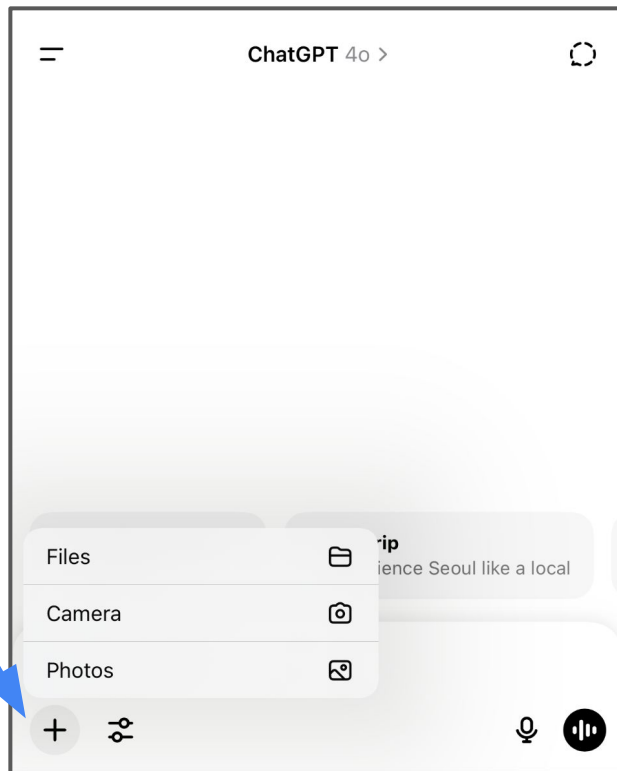 ChatGPT 4o >
rip
ience Seoul like a local
Files
Camera
Photos